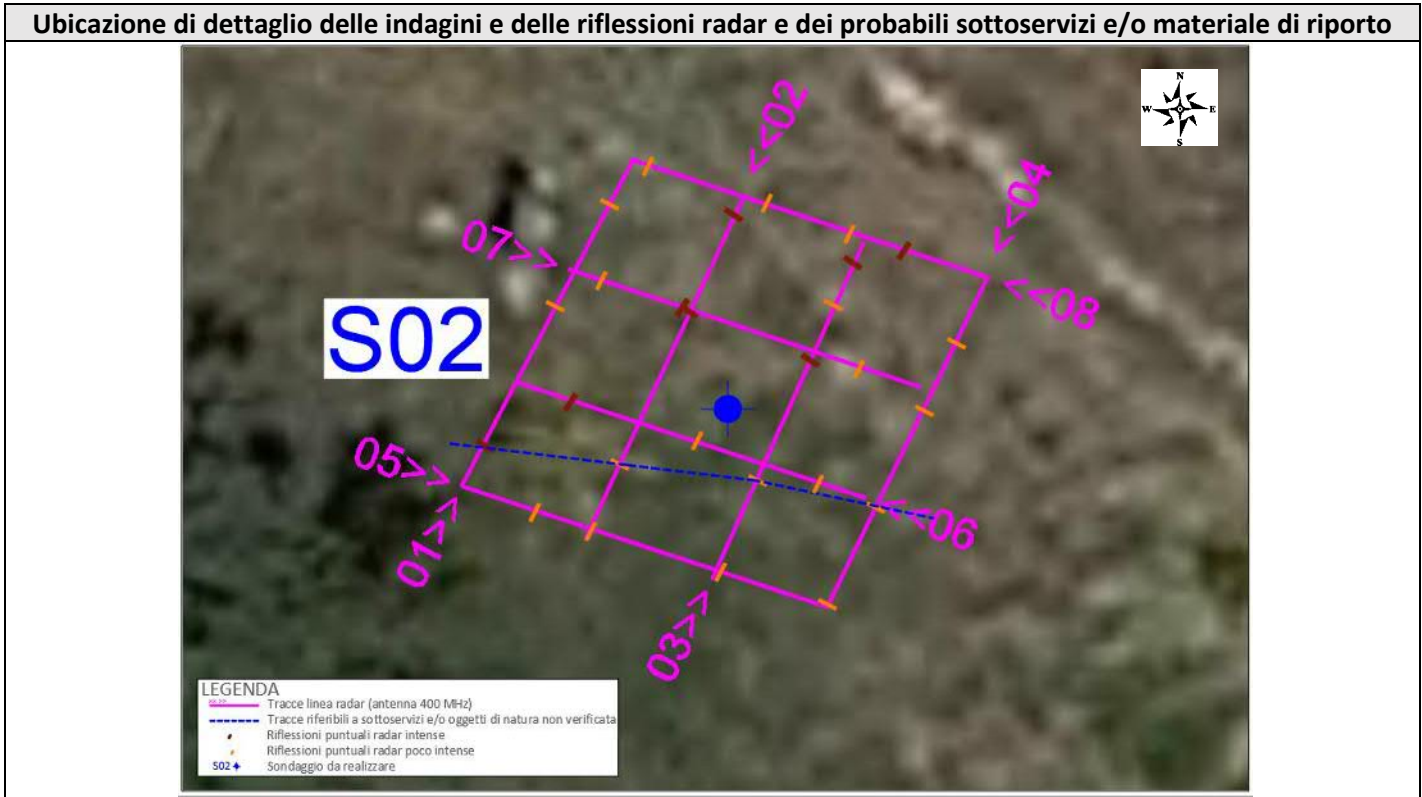 Ubicazione di dettaglio delle indagini e delle riflessioni radar e dei probabili sottoservizi e/o materiale di riporto
N
W E
S
<<02
<<04
07>>
<<08
S02
05>>
<<06
01>>
03>>
LEGENDA
Tracce linea radar (antenna 400 MHz)
Tracce riferibili a sottoservizi e/o oggetti di natura non verificata
Riflessioni puntuali radar intense
Riflessioni puntuali radar poco intense
S02 Sondaggio da realizzare